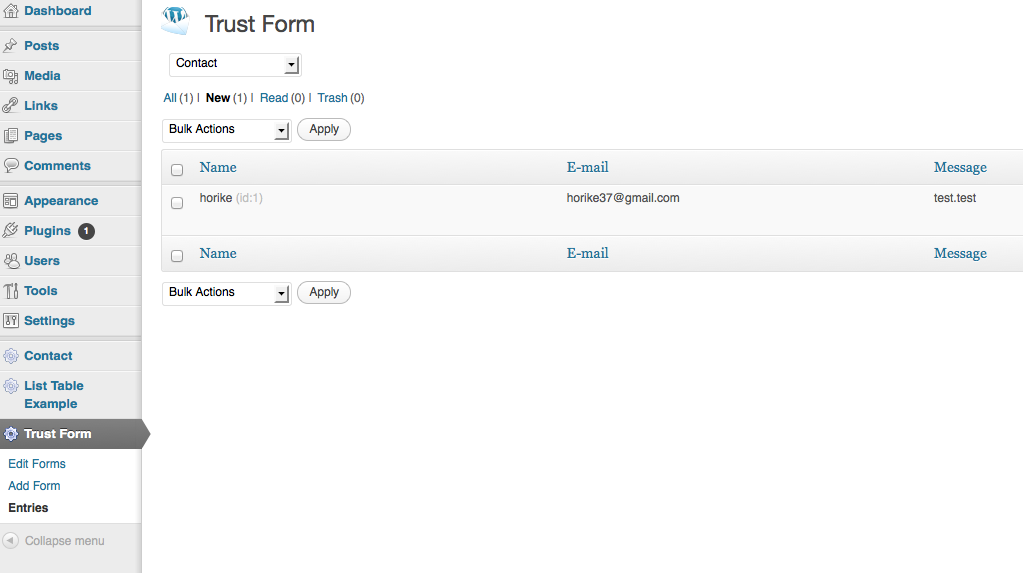 Dashboard
Posts
Media
Links
Pages
Comments
Appearance
Plugins 1
Users
Tools
Settings
Contact
List Table
Example
Trust Form
Edit Forms
Add Form
Entries
Collapse menu
Trust Form
Contact
All (1) | New (1) | Read (0) | Trash (0)
Bulk Actions Apply
Name E-mail Message
horike (id:1) horike37@gmail.com test.test
Name E-mail Message
Bulk Actions Apply